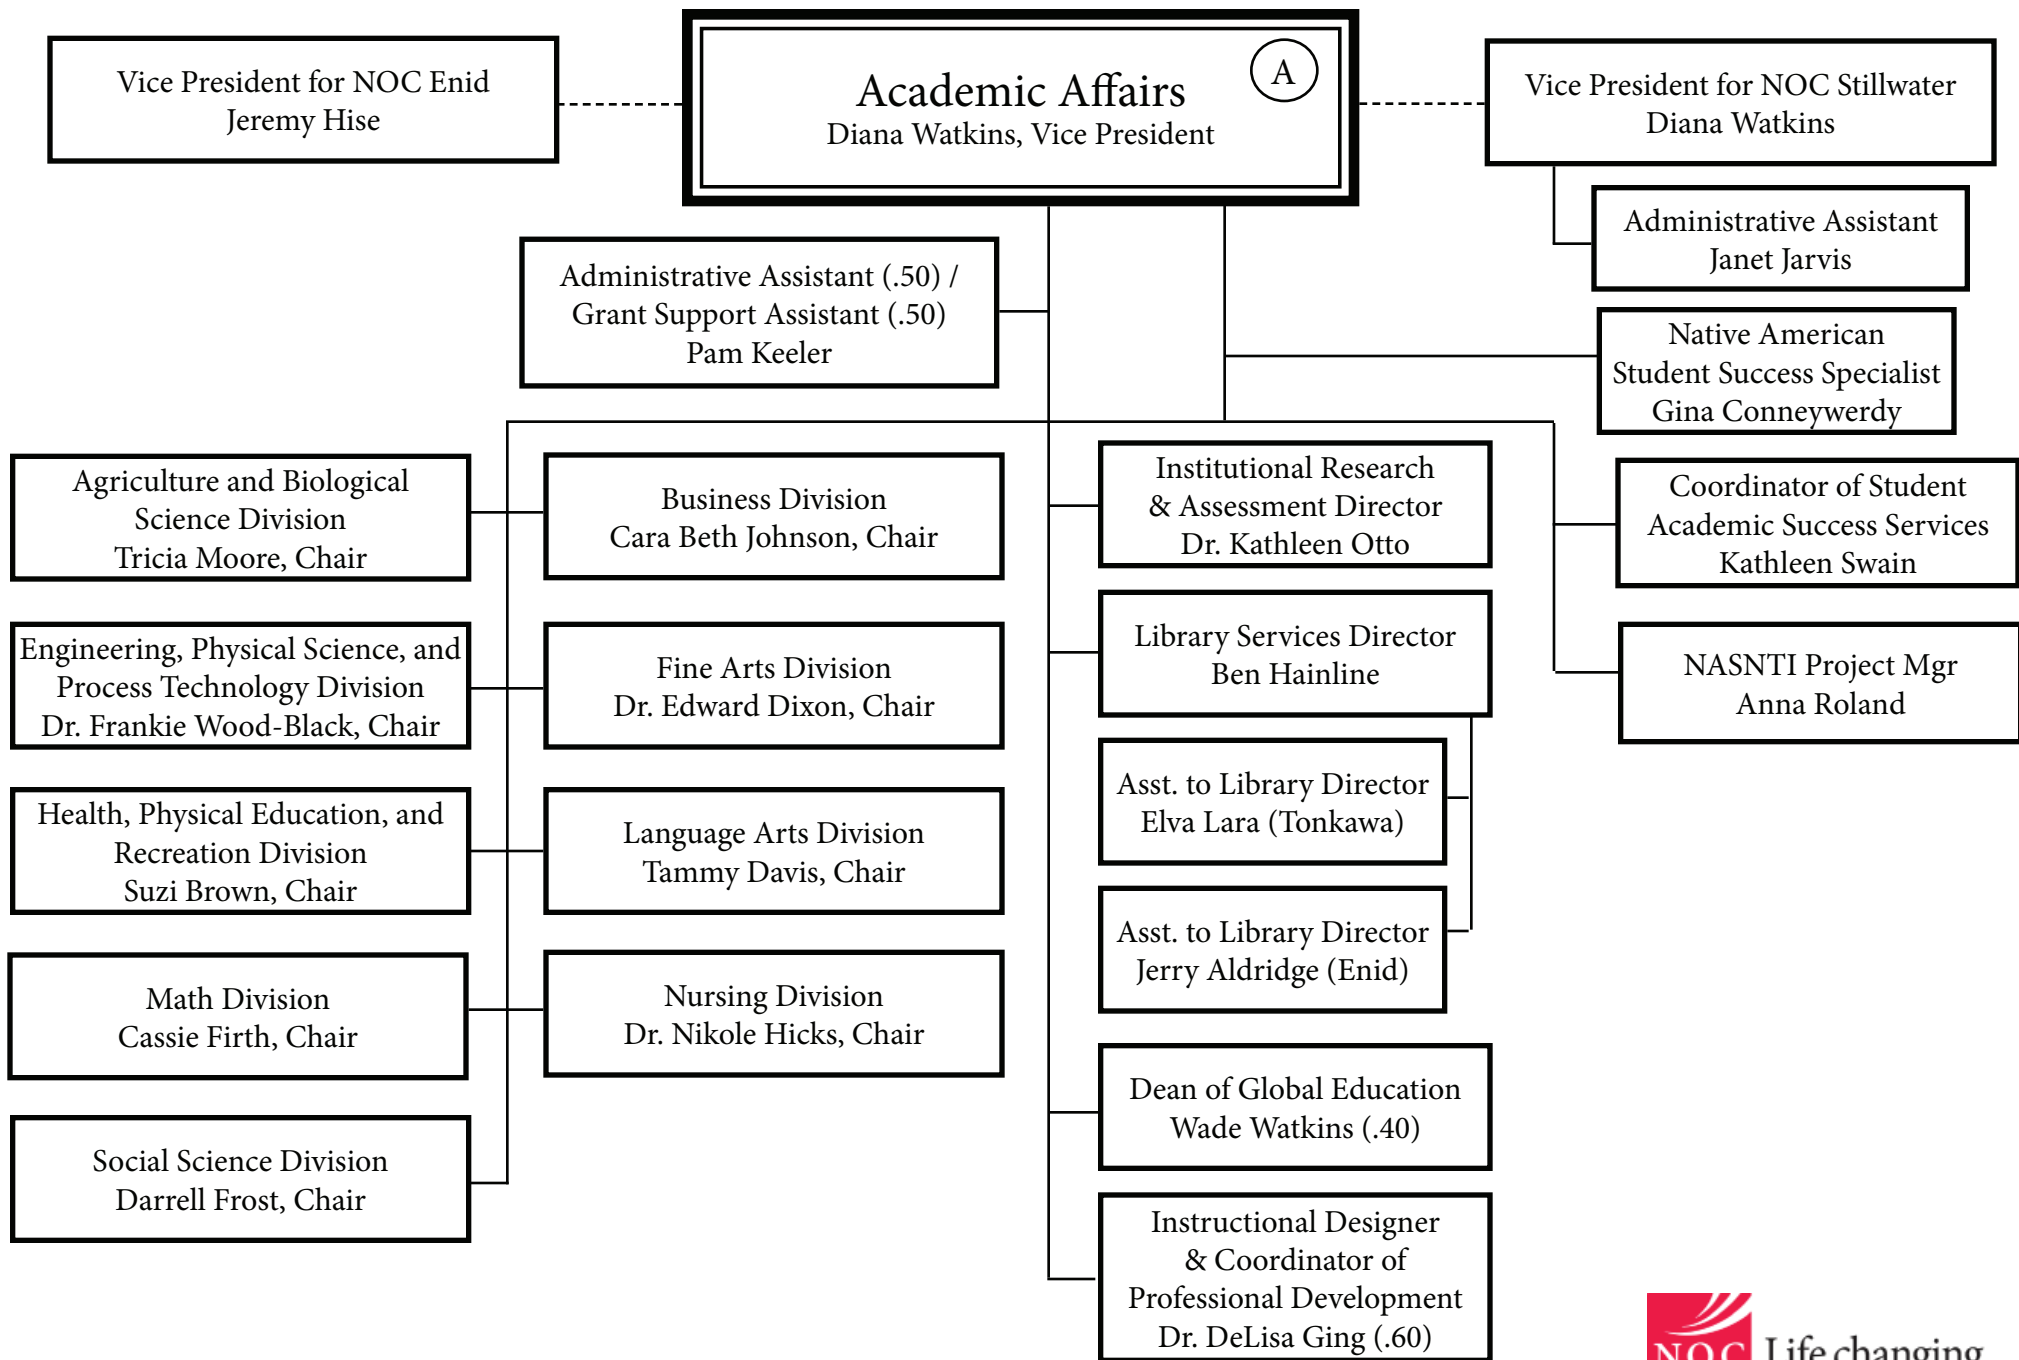 Vice President for NOC Enid
Jeremy Hise
Academic Affairs
Diana Watkins, Vice President
A
Vice President for NOC Stillwater
Diana Watkins
Administrative Assistant
Janet Jarvis
Administrative Assistant (.50) /
Grant Support Assistant (.50)
Pam Keeler
Native American
Student Success Specialist
Gina Conneywerdy
Agriculture and Biological
Science Division
Tricia Moore, Chair
Business Division
Cara Beth Johnson, Chair
Institutional Research
& Assessment Director
Dr. Kathleen Otto
Coordinator of Student
Academic Success Services
Kathleen Swain
Engineering, Physical Science, and
Process Technology Division
Dr. Frankie Wood-Black, Chair
Fine Arts Division
Dr. Edward Dixon, Chair
Library Services Director
Ben Hainline
NASNTI Project Mgr
Anna Roland
Health, Physical Education, and
Recreation Division
Suzi Brown, Chair
Language Arts Division
Tammy Davis, Chair
Asst. to Library Director
Elva Lara (Tonkawa)
Asst. to Library Director
Jerry Aldridge (Enid)
Math Division
Cassie Firth, Chair
Nursing Division
Dr. Nikole Hicks, Chair
Dean of Global Education
Wade Watkins (.40)
Social Science Division
Darrell Frost, Chair
Instructional Designer
& Coordinator of
Professional Development
Dr. DeLisa Ging (.60)
NOC
Life changing